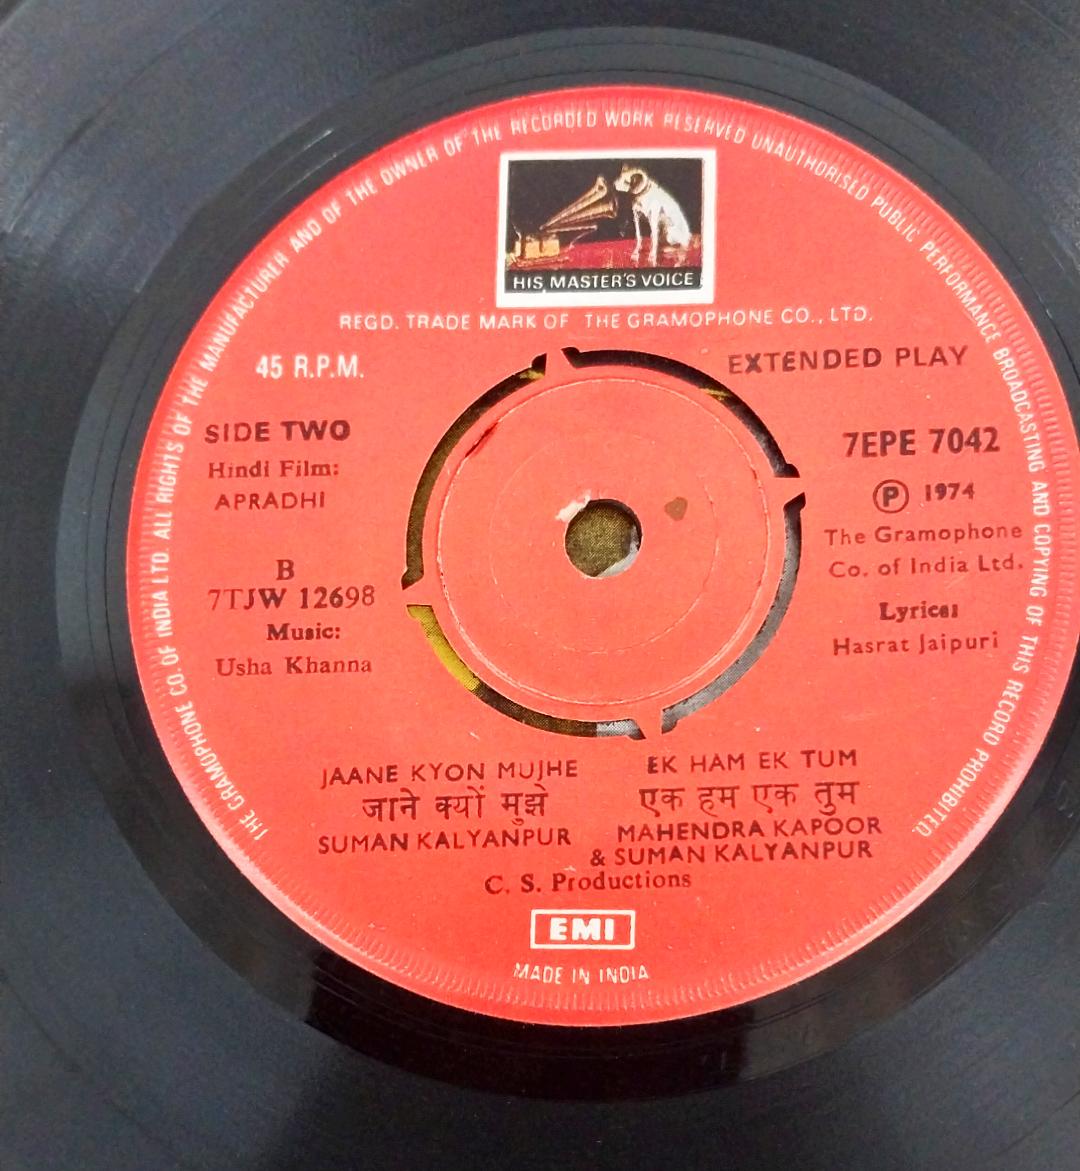 THE GRAMOPHONE CO. OF INDIA LTD. ALL RIGHTS OF THE MANUFACTURER AND OF THE OWNER OF THE RECORDED WORK RESERVED UNAUTHORISED PUBLIC PERFORMANCE BROADCASTING AND COPYING OF THIS RECORD PROHIBITED.
HIS MASTER'S VOICE
REGD. TRADE MARK OF THE GRAMOPHONE CO., LTD.
45 R.P.M.
EXTENDED PLAY
SIDE TWO
Hindi Film:
APRADHI
B
7TJW 12698
Music:
Usha Khanna
7EPE 7042
Ⓟ 1974
The Gramophone
Co. of India Ltd.
Lyrics:
Hasrat Jaipuri
JAANE KYON MUJHE
जाने क्यों मुझे
SUMAN KALYANPUR
EK HAM EK TUM
एक हम एक तुम
MAHENDRA KAPOOR
& SUMAN KALYANPUR
C. S. Productions
EMI
MADE IN INDIA